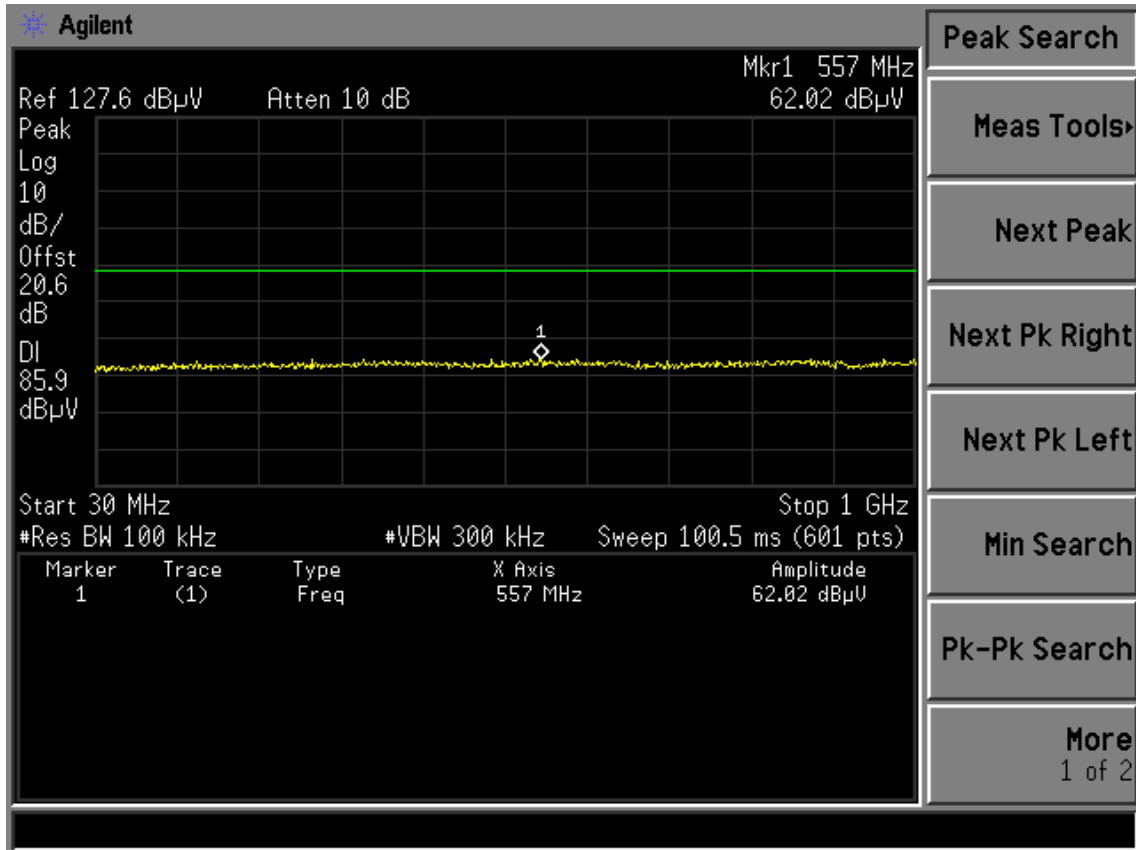 Agilent
Peak Search
Mkr1 557 MHz
Ref 127.6 dBµV Atten 10 dB 62.02 dBµV
Peak
Log
10
dB/
Offst
20.6
dB
DI
85.9
dBµV
1
Start 30 MHz Stop 1 GHz
#Res BW 100 kHz #VBW 300 kHz Sweep 100.5 ms (601 pts)
Marker Trace Type X Axis Amplitude
1 (1) Freq 557 MHz 62.02 dBµV
Meas Tools
Next Peak
Next Pk Right
Next Pk Left
Min Search
Pk-Pk Search
More
1 of 2